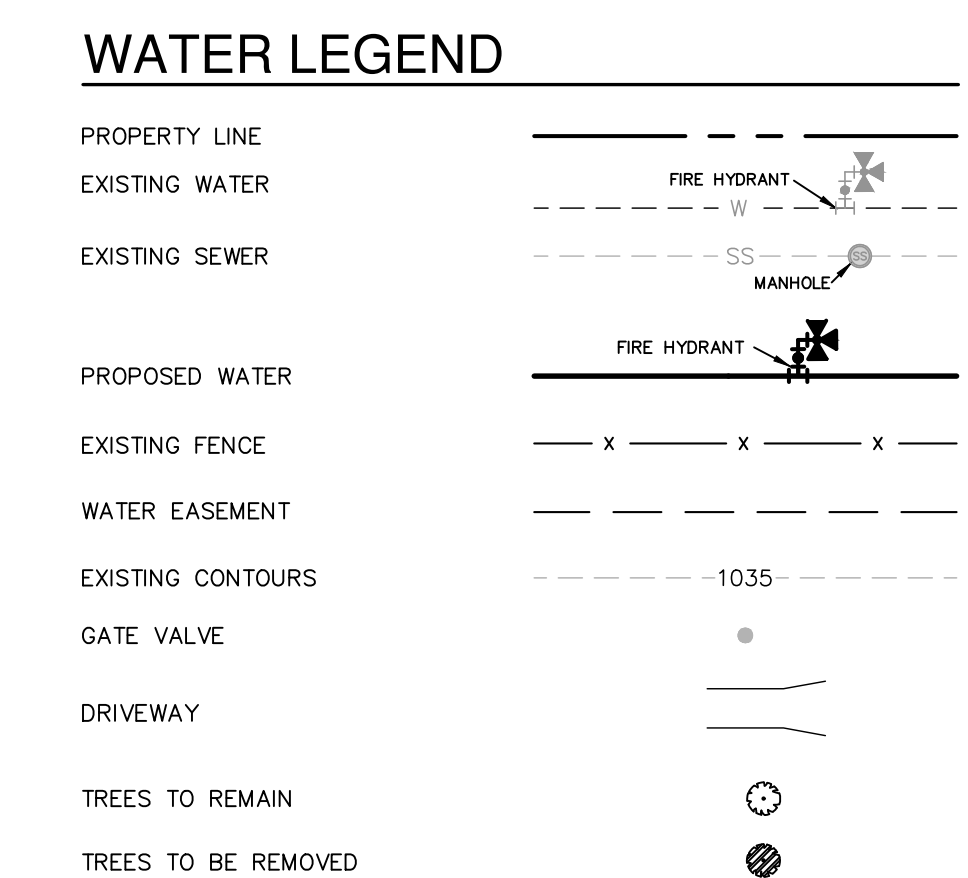 WATER LEGEND
PROPERTY LINE
EXISTING WATER
FIRE HYDRANT
W
EXISTING SEWER
SS
SS
MANHOLE
FIRE HYDRANT
PROPOSED WATER
EXISTING FENCE
X X X
WATER EASEMENT
EXISTING CONTOURS
1035
GATE VALVE
DRIVEWAY
TREES TO REMAIN
TREES TO BE REMOVED